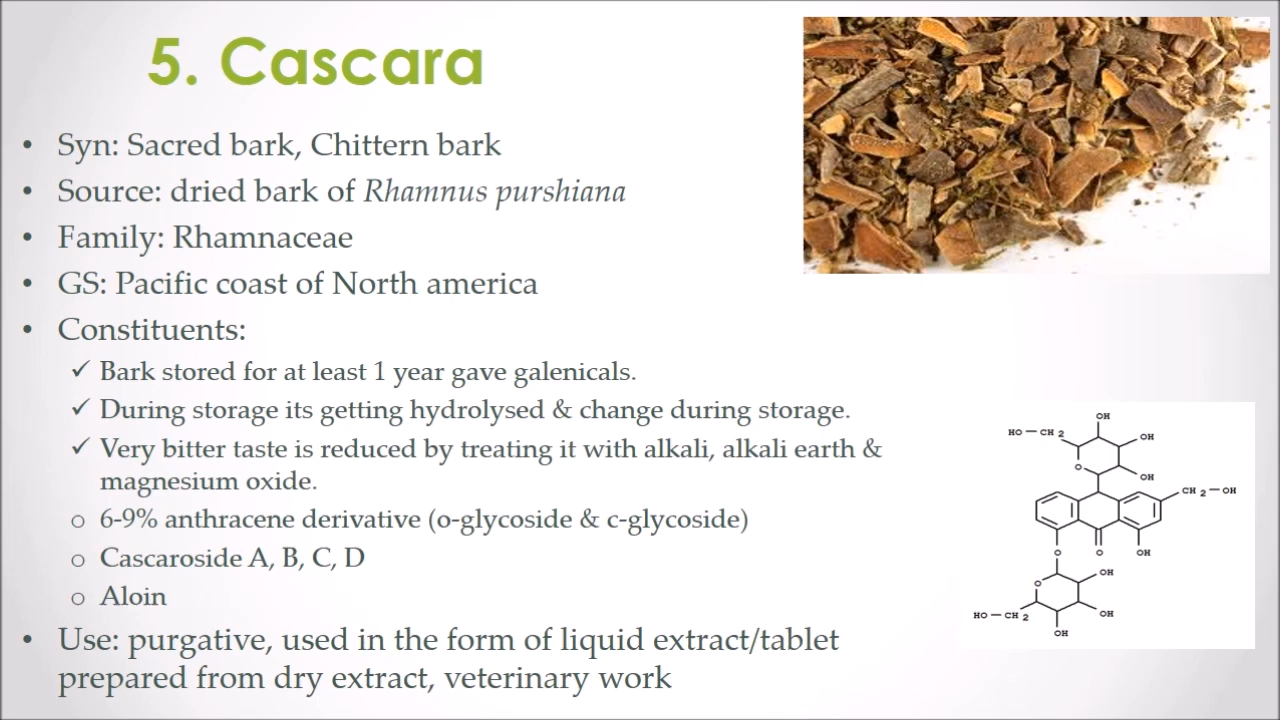 5. Cascara
• Syn: Sacred bark, Chittern bark
• Source: dried bark of Rhamnus purshiana
• Family: Rhamnaceae
• GS: Pacific coast of North america
• Constituents:
✓ Bark stored for at least 1 year gave galenicals.
✓ During storage its getting hydrolysed & change during storage.
✓ Very bitter taste is reduced by treating it with alkali, alkali earth &
magnesium oxide.
o 6-9% anthracene derivative (o-glycoside & c-glycoside)
o Cascaroside A, B, C, D
o Aloin
• Use: purgative, used in the form of liquid extract/tablet
prepared from dry extract, veterinary work
OH
HO—CH 2
OH
O
OH
CH 2—OH
O
O
OH
OH
O
HO—CH 2
OH
OH